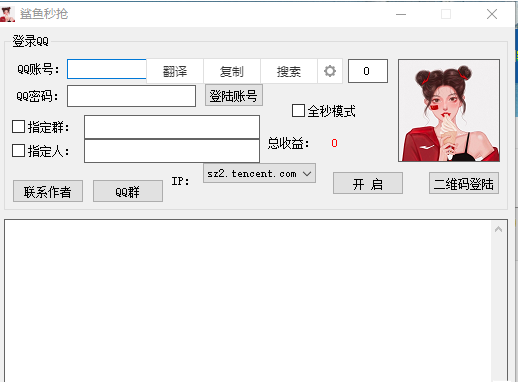 鲨鱼秒抢
登录QQ
QQ账号: 翻译 复制 搜索 0
QQ密码: 登陆账号
全秒模式
指定群:
指定人: 总收益: 0
联系作者 QQ群 IP: sz2.tencent.com 开 启 二维码登陆